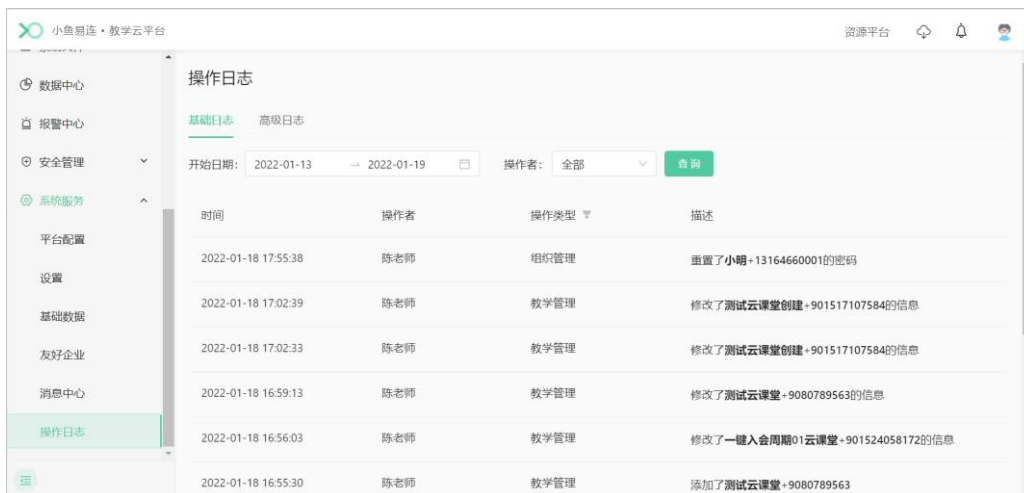 小鱼易连·教学云平台
资源平台
数据中心
报警中心
安全管理
系统服务
平台配置
设置
基础数据
友好企业
消息中心
操作日志
操作日志
基础日志 高级日志
开始日期: 2022-01-13 → 2022-01-19 操作者: 全部 查询
时间 操作者 操作类型 描述
2022-01-18 17:55:38 陈老师 组织管理 重置了小明+13164660001的密码
2022-01-18 17:02:39 陈老师 教学管理 修改了测试云课堂创建+901517107584的信息
2022-01-18 17:02:33 陈老师 教学管理 修改了测试云课堂创建+901517107584的信息
2022-01-18 16:59:13 陈老师 教学管理 修改了测试云课堂+9080789563的信息
2022-01-18 16:56:03 陈老师 教学管理 修改了一键入会周期01云课堂+901524058172的信息
2022-01-18 16:55:30 陈老师 教学管理 添加了测试云课堂+9080789563